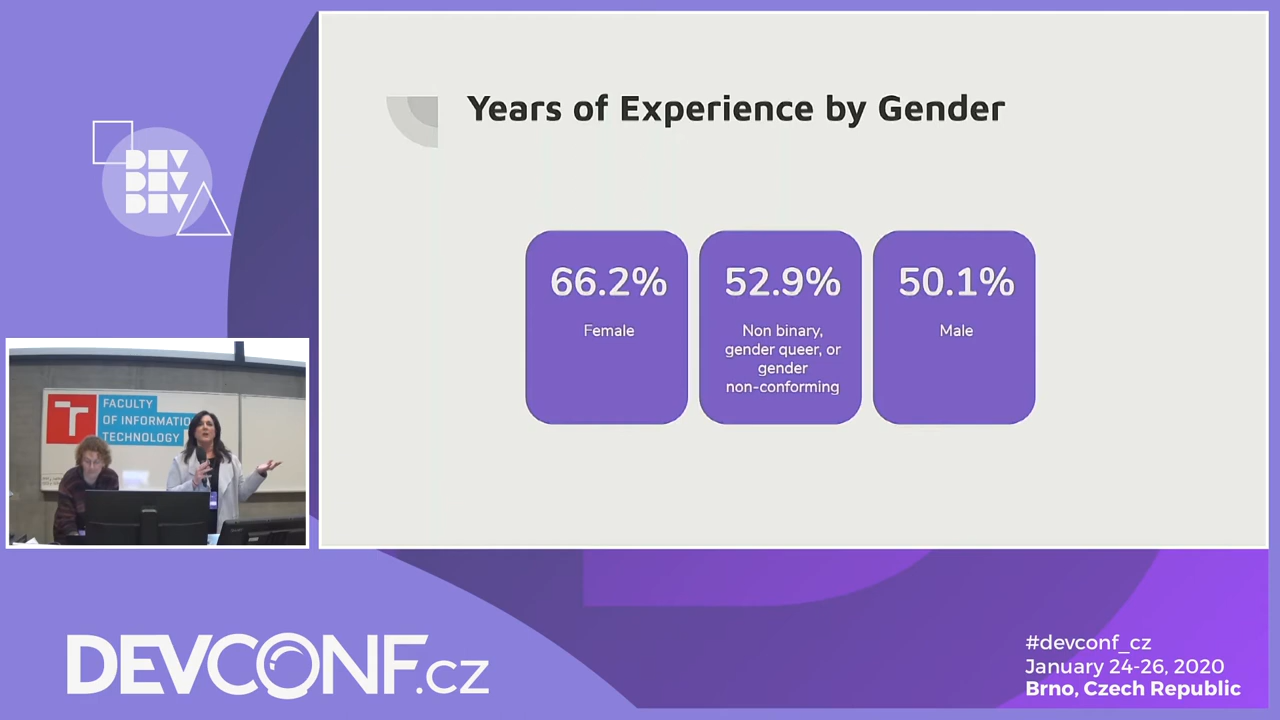 DEV
DEV
DEV
Years of Experience by Gender
66.2%
Female
52.9%
Non binary,
gender queer, or
gender
non-conforming
50.1%
Male
T
FACULTY
OF INFORMATIO
TECHNOLOGY
DEVCONF.cz
#devconf_cz
January 24-26, 2020
Brno, Czech Republic